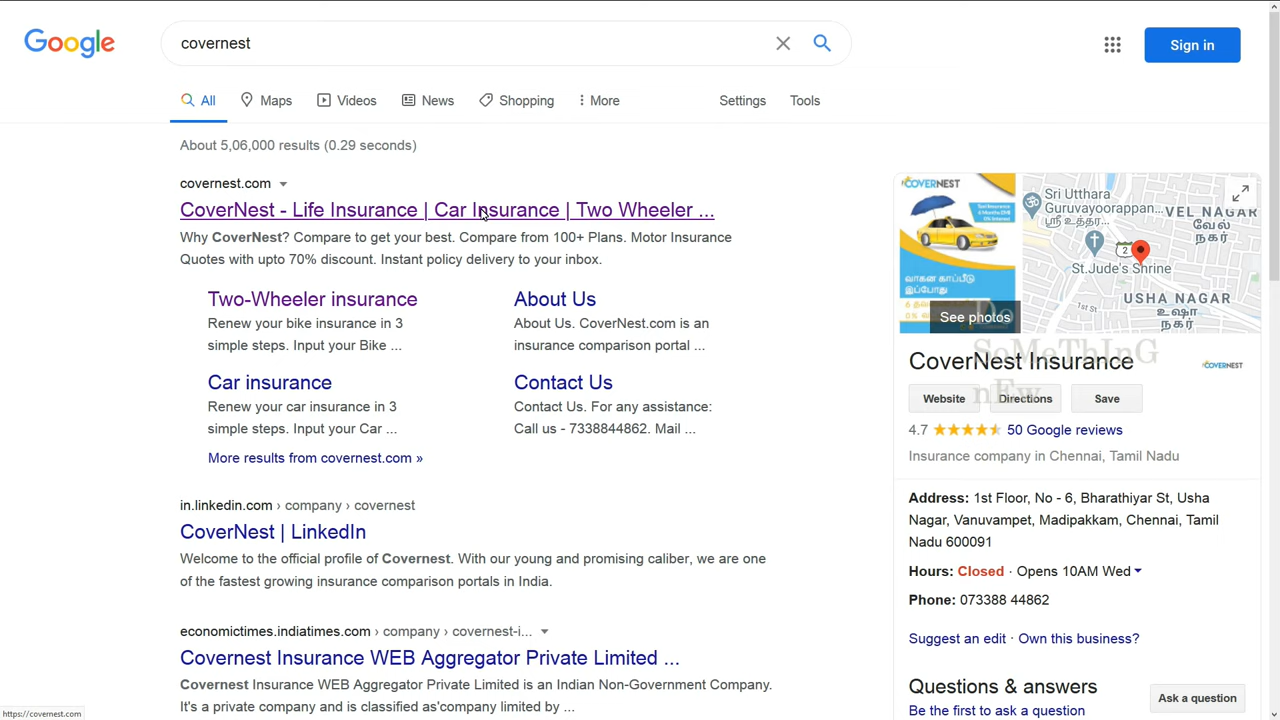 Google
covernest
Sign in
All
Maps
Videos
News
Shopping
More
Settings
Tools
About 5,06,000 results (0.29 seconds)
covernest.com
CoverNest - Life Insurance | Car Insurance | Two Wheeler ...
Why CoverNest? Compare to get your best. Compare from 100+ Plans. Motor Insurance
Quotes with upto 70% discount. Instant policy delivery to your inbox.
Two-Wheeler insurance
Renew your bike insurance in 3
simple steps. Input your Bike ...
About Us
About Us. CoverNest.com is an
insurance comparison portal ...
Car insurance
Renew your car insurance in 3
simple steps. Input your Car ...
Contact Us
Contact Us. For any assistance:
Call us - 7338844862. Mail ...
More results from covernest.com »
in.linkedin.com › company › covernest
CoverNest | LinkedIn
Welcome to the official profile of Covernest. With our young and promising caliber, we are one
of the fastest growing insurance comparison portals in India.
economictimes.indiatimes.com › company › covernest-i...
Covernest Insurance WEB Aggregator Private Limited ...
Covernest Insurance WEB Aggregator Private Limited is an Indian Non-Government Company.
It's a private company and is classified as'company limited by ...
https://covernest.com
COVERNEST
வாகன காப்பீடு
இப்போது
See photos
Sri Utthara
Guruvayoorappan...
ஸ்ரீ உத்தர...
VEL NAGAR
வேல்
நகர்
2
St.Jude's Shrine
1st St
USHA NAGAR
உஷா
நகர்
Do
SoMeThInG
nEw
CoverNest Insurance
COVERNEST
Website
Directions
Save
4.7
50 Google reviews
Insurance company in Chennai, Tamil Nadu
Address: 1st Floor, No - 6, Bharathiyar St, Usha
Nagar, Vanuvampet, Madipakkam, Chennai, Tamil
Nadu 600091
Hours: Closed · Opens 10AM Wed
Phone: 073388 44862
Suggest an edit · Own this business?
Questions & answers
Be the first to ask a question
Ask a question